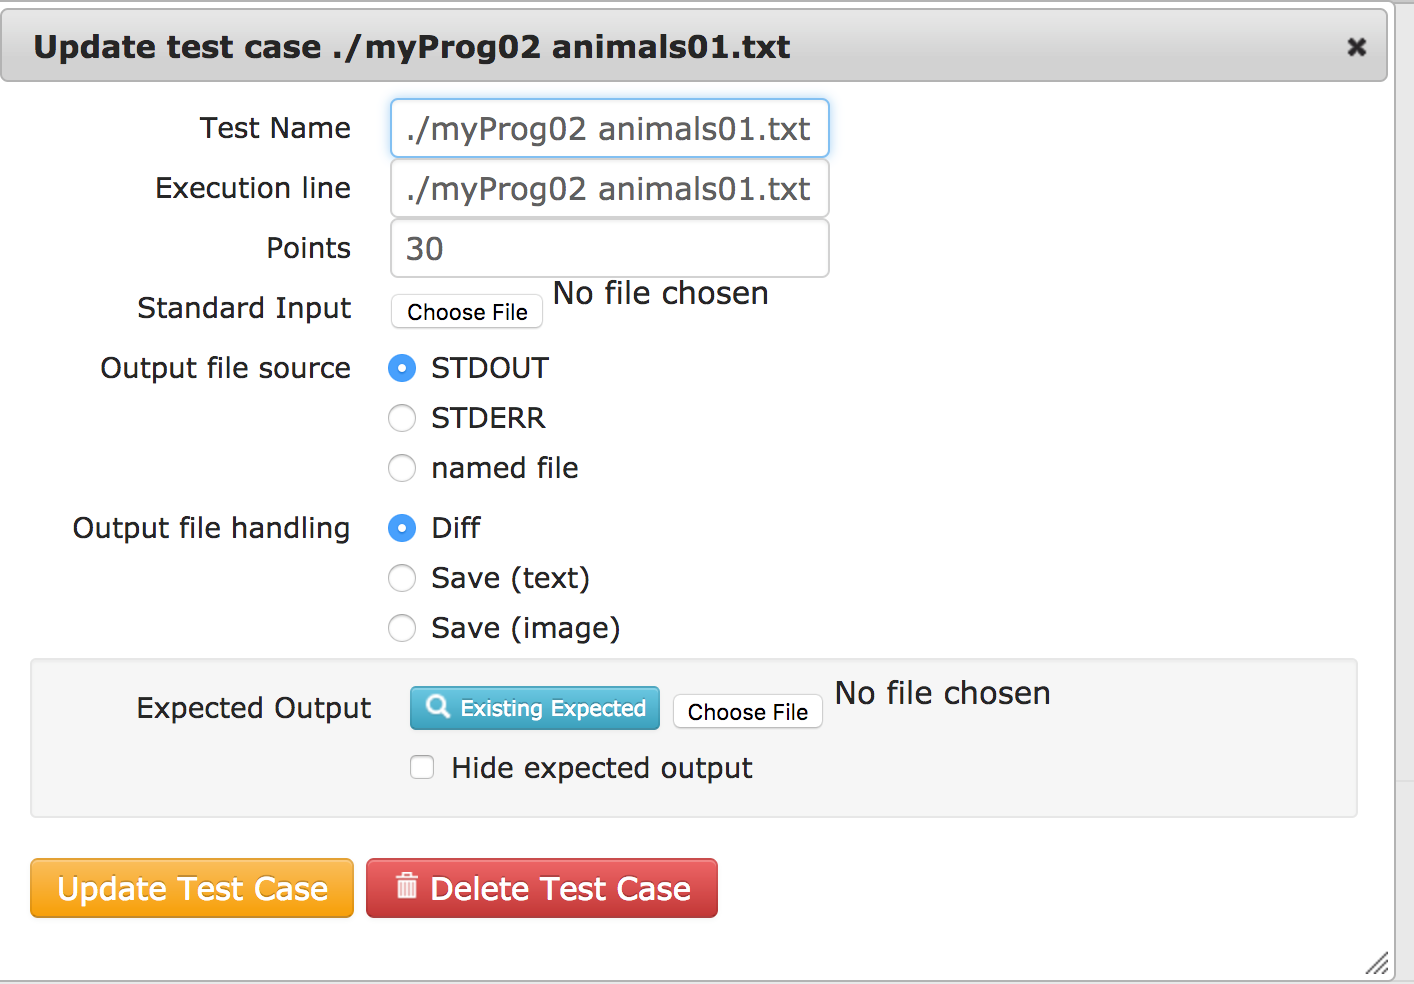 Update test case ./myProg02 animals01.txt
Test Name ./myProg02 animals01.txt
Execution line ./myProg02 animals01.txt
Points 30
Standard Input Choose File No file chosen
Output file source STDOUT
STDERR
named file
Output file handling Diff
Save (text)
Save (image)
Expected Output Existing Expected Choose File No file chosen
Hide expected output
Update Test Case Delete Test Case